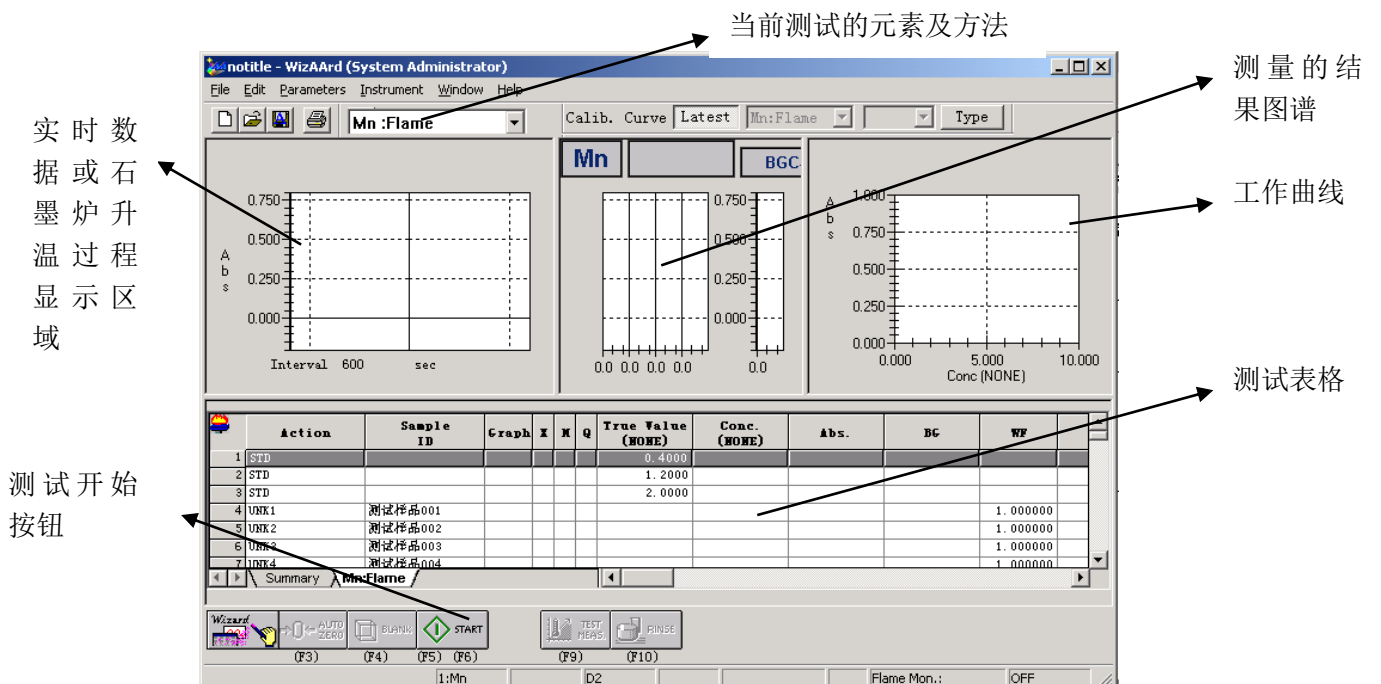 当前测试的元素及方法
测量的结
果图谱
工作曲线
测试表格
实时数
据或石
墨炉升
温过程
显示区
域
测试开始
按钮
notitle - WizAArd (System Administrator)
File Edit Parameters Instrument Window Help
Mn :Flame Calib. Curve Latest Mn:Flame Type
Mn BGC-
0.750
0.500
0.250
0.000
Abs
Interval 600 sec
0.750
0.500
0.250
0.000
0.0 0.0 0.0 0.0 0.0
Abs
1.000
0.750
0.500
0.250
0.000
0.000 5.000 10.000
Conc (NONE)
Action Sample ID Graph X M Q True Value (NONE) Conc. (NONE) Abs. BG WF
1 STD 0.4000
2 STD 1.2000
3 STD 2.0000
4 UNK1 测试样品001 1.000000
5 UNK2 测试样品002 1.000000
6 UNK3 测试样品003 1.000000
7 UNK4 测试样品004 1.000000
Summary Mn:Flame
Wizard AUTO ZERO BLANK START TEST MEAS. RINSE
(F3) (F4) (F5) (F6) (F9) (F10)
1:Mn D2 Flame Mon.: OFF